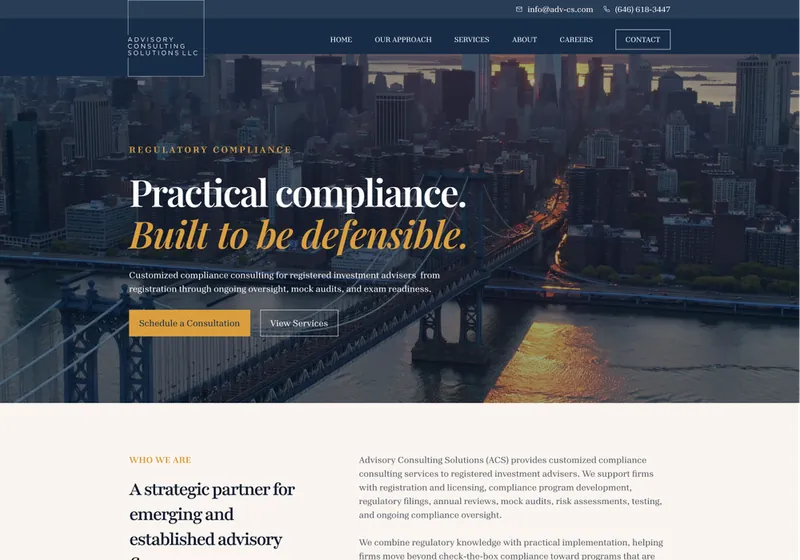 info@adv-cs.com (646) 618-3447
ADVISORY
CONSULTING
SOLUTIONS LLC
HOME OUR APPROACH SERVICES ABOUT CAREERS CONTACT
REGULATORY COMPLIANCE
Practical compliance.
Built to be defensible.
Customized compliance consulting for registered investment advisers from
registration through ongoing oversight, mock audits, and exam readiness.
Schedule a Consultation View Services
WHO WE ARE
A strategic partner for
emerging and
established advisory
Advisory Consulting Solutions (ACS) provides customized compliance
consulting services to registered investment advisers. We support firms
with registration and licensing, compliance program development,
regulatory filings, annual reviews, mock audits, risk assessments, testing,
and ongoing compliance oversight.
We combine regulatory knowledge with practical implementation, helping
firms move beyond check-the-box compliance toward programs that are